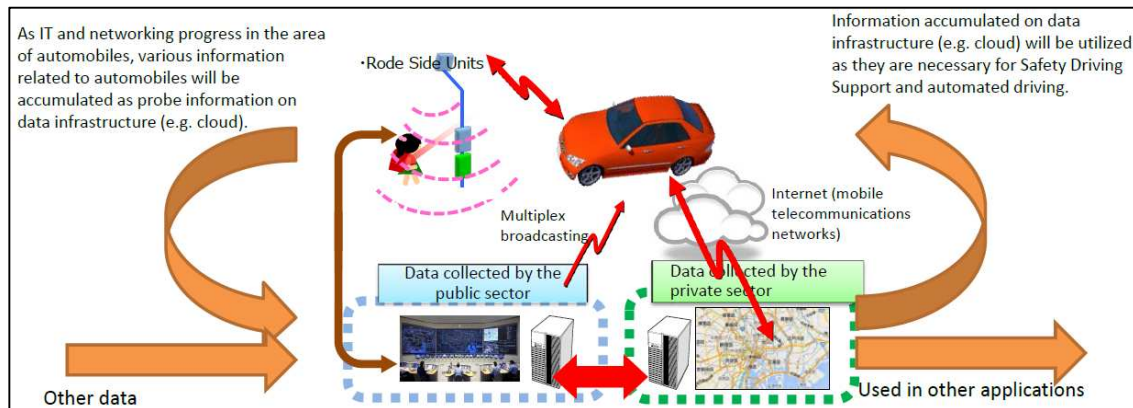 As IT and networking progress in the area
of automobiles, various information
related to automobiles will be
accumulated as probe information on
data infrastructure (e.g. cloud).
・Rode Side Units
Information accumulated on data
infrastructure (e.g. cloud) will be utilized
as they are necessary for Safety Driving
Support and automated driving.
Multiplex
broadcasting
Internet (mobile
telecommunications
networks)
Data collected by the
public sector
Data collected by the
private sector
Other data
Used in other applications